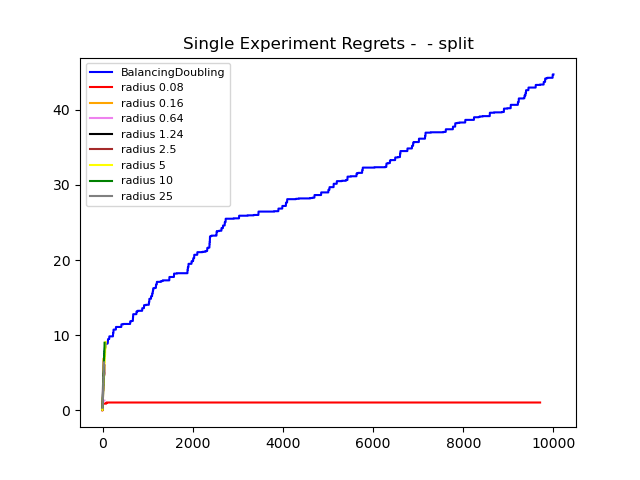 Single Experiment Regrets -  - split
BalancingDoubling
radius 0.08
radius 0.16
radius 0.64
radius 1.24
radius 2.5
radius 5
radius 10
radius 25
40
30
20
10
0
0 2000 4000 6000 8000 10000